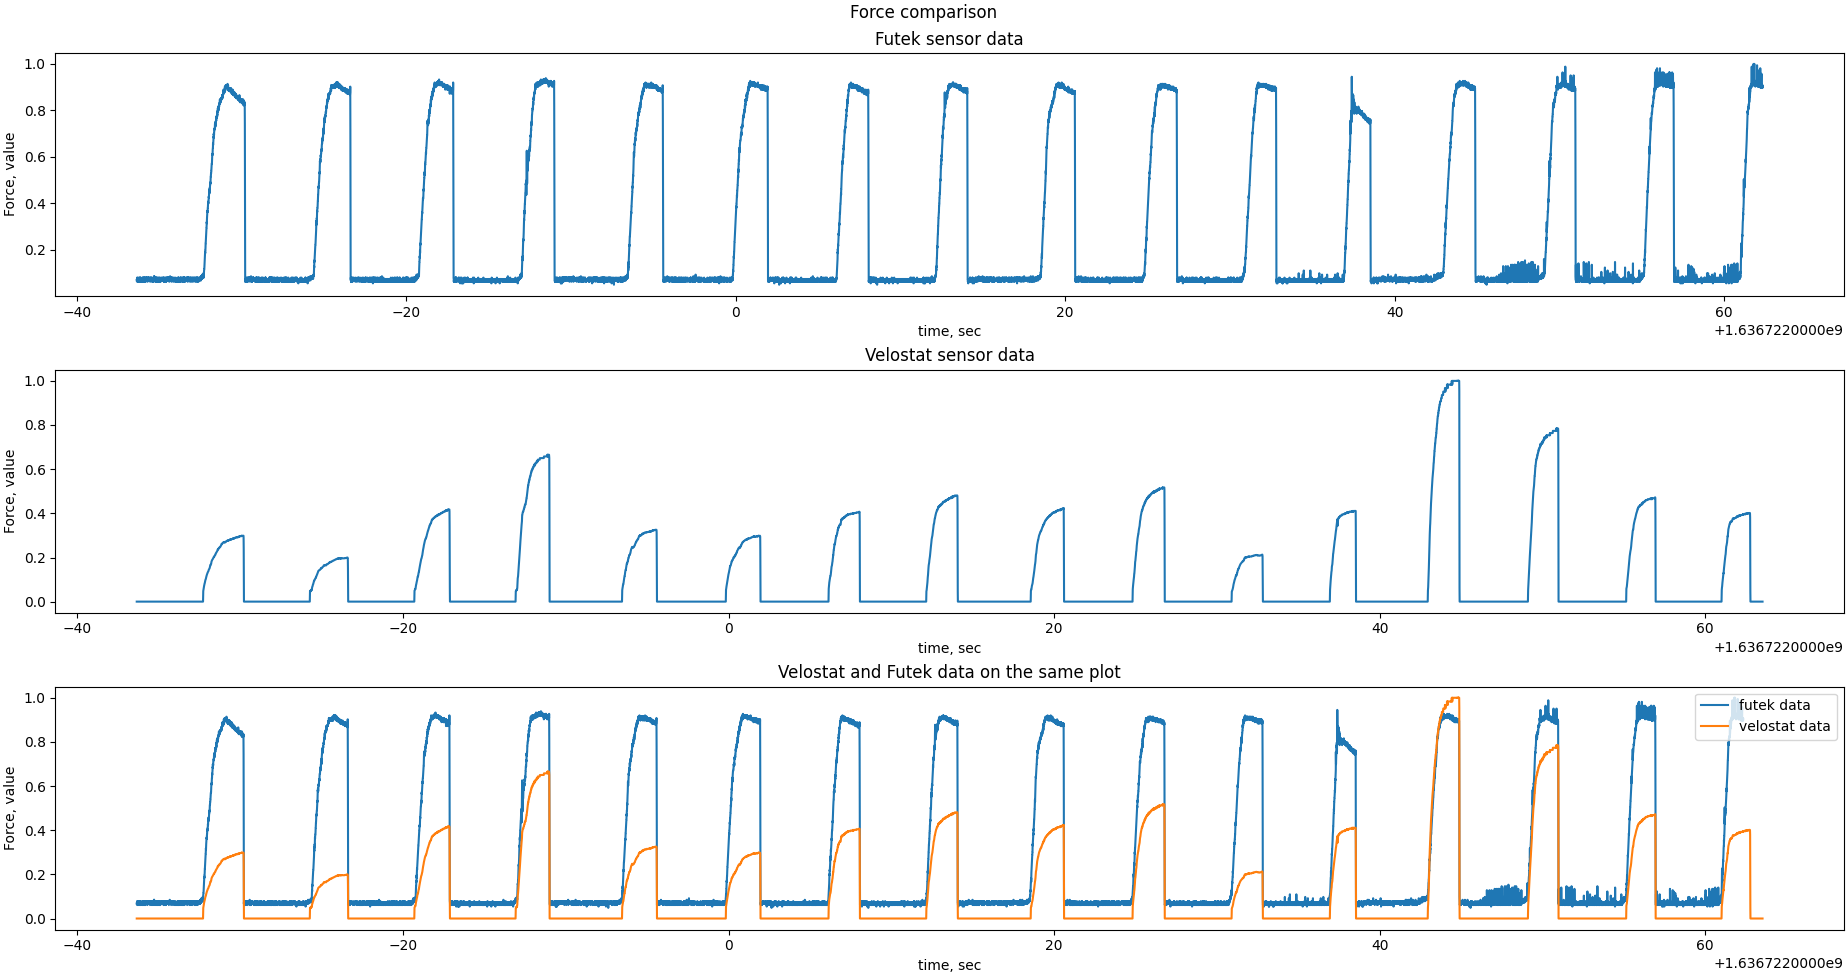 Force comparison
Futek sensor data
1.0
0.8
0.6
0.4
0.2
Force, value
−40 −20 0 20 40 60
time, sec
+1.6367220000e9
Velostat sensor data
1.0
0.8
0.6
0.4
0.2
0.0
Force, value
−40 −20 0 20 40 60
time, sec
+1.6367220000e9
Velostat and Futek data on the same plot
1.0
0.8
0.6
0.4
0.2
0.0
Force, value
futek data
velostat data
−40 −20 0 20 40 60
time, sec
+1.6367220000e9